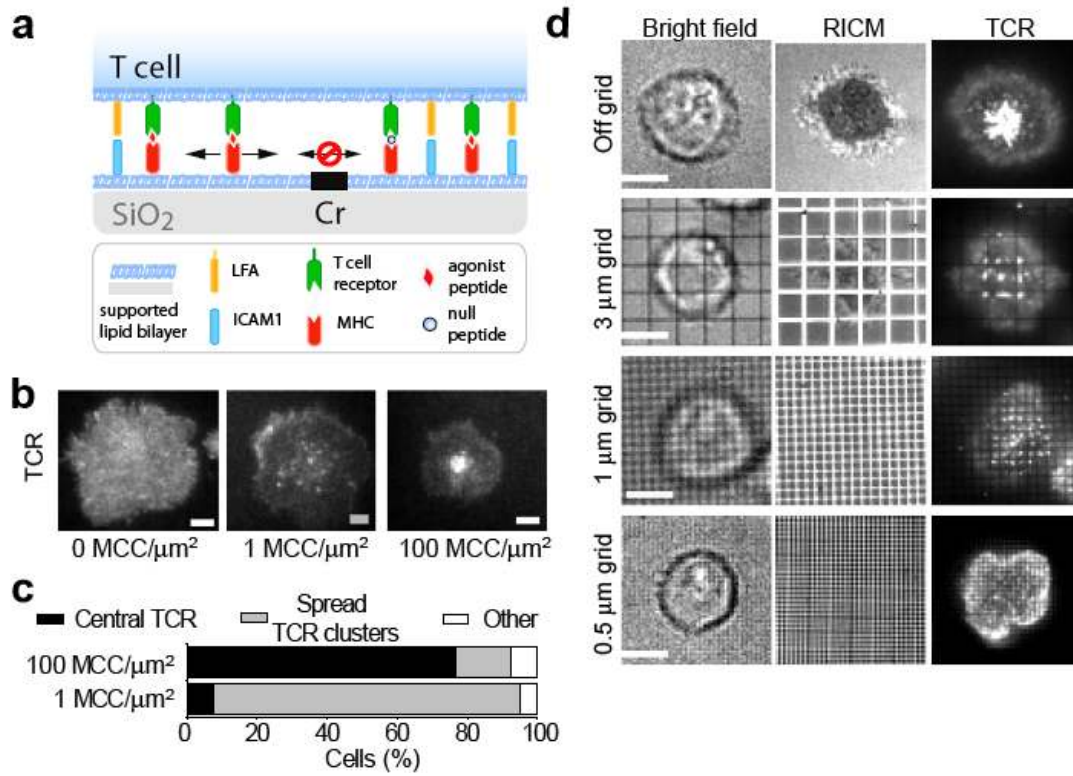 a
T cell
SiO₂
Cr
supported
lipid bilayer
LFA
ICAM1
T cell
receptor
MHC
agonist
peptide
null
peptide
b
TCR
0 MCC/µm²
1 MCC/µm²
100 MCC/µm²
c
Central TCR
Spread
TCR clusters
Other
100 MCC/µm²
1 MCC/µm²
0 20 40 60 80 100
Cells (%)
d
Bright field RICM TCR
Off grid
3 µm grid
1 µm grid
0.5 µm grid